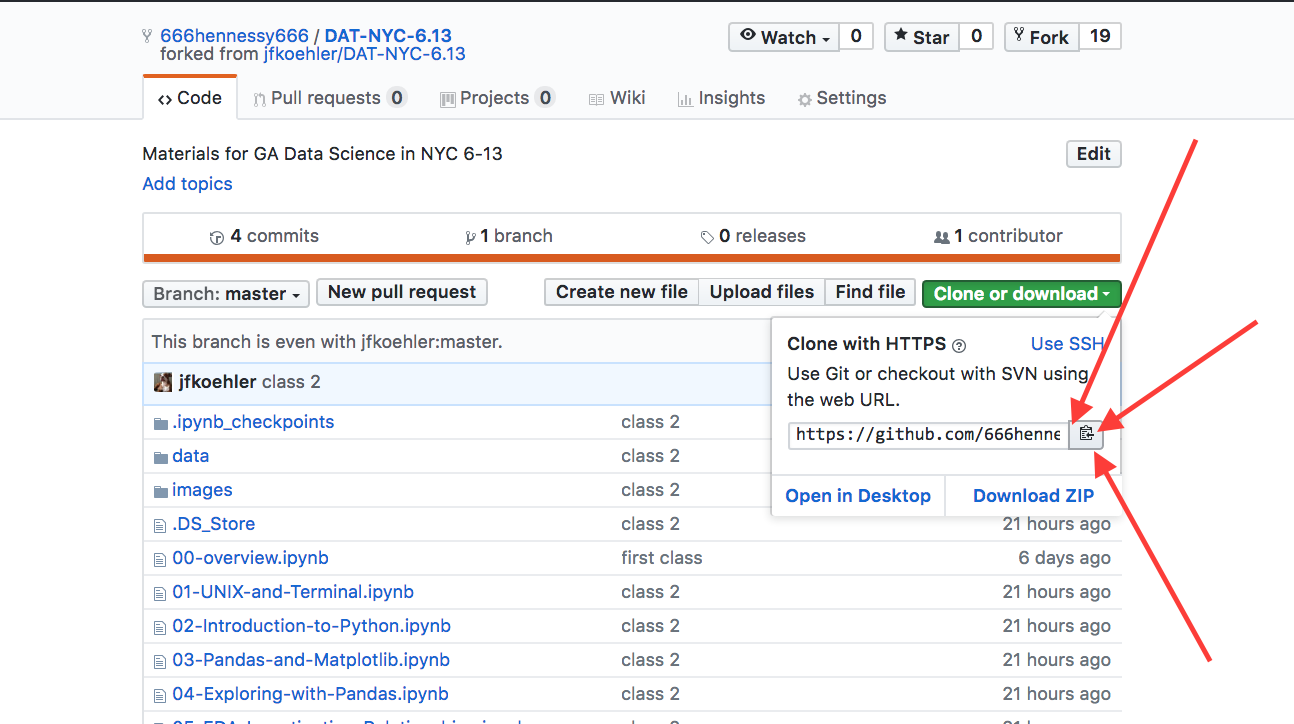 666hennessy666 / DAT-NYC-6.13
forked from jfkoehler/DAT-NYC-6.13
Watch 0 Star 0 Fork 19
Code Pull requests 0 Projects 0 Wiki Insights Settings
Materials for GA Data Science in NYC 6-13 Edit
Add topics
4 commits 1 branch 0 releases 1 contributor
Branch: master New pull request Create new file Upload files Find file Clone or download
This branch is even with jfkoehler:master.
Clone with HTTPS Use SSH
Use Git or checkout with SVN using
the web URL.
https://github.com/666henne
Open in Desktop Download ZIP
jfkoehler class 2
.ipynb_checkpoints class 2
data class 2
images class 2
.DS_Store class 2 21 hours ago
00-overview.ipynb first class 6 days ago
01-UNIX-and-Terminal.ipynb class 2 21 hours ago
02-Introduction-to-Python.ipynb class 2 21 hours ago
03-Pandas-and-Matplotlib.ipynb class 2 21 hours ago
04-Exploring-with-Pandas.ipynb class 2 21 hours ago